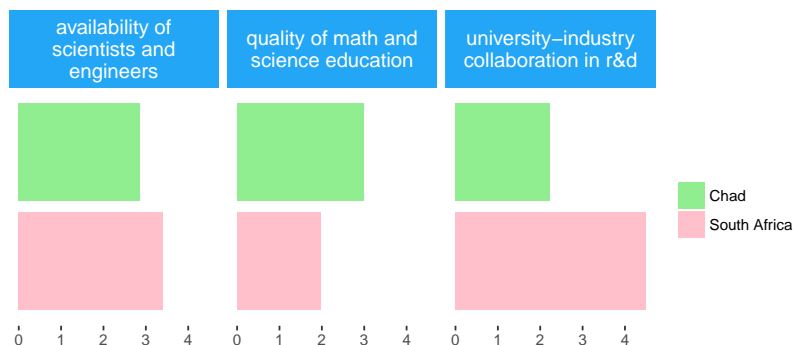 availability of
scientists and
engineers
quality of math and
science education
university−industry
collaboration in r&d
Chad
South Africa
0 1 2 3 4
0 1 2 3 4
0 1 2 3 4